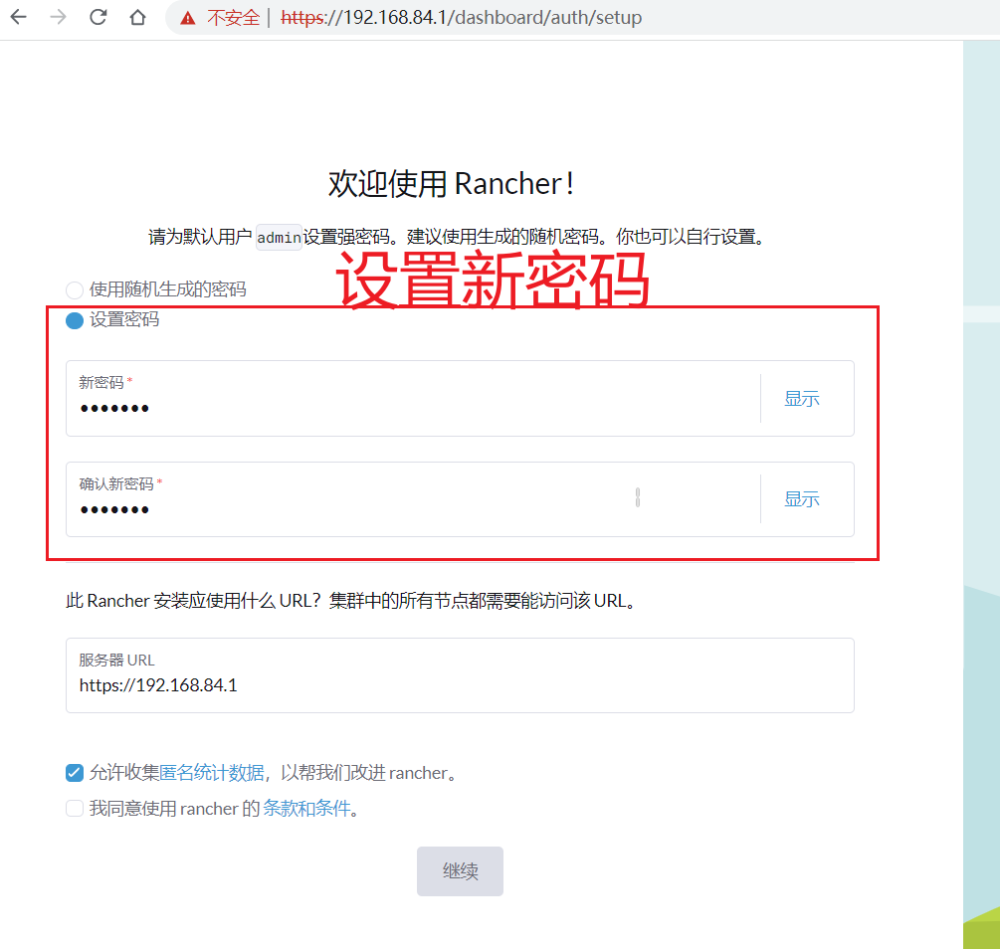 不安全 | https://192.168.84.1/dashboard/auth/setup
欢迎使用 Rancher！
请为默认用户 admin设置强密码。建议使用生成的随机密码。你也可以自行设置。
设置新密码
使用随机生成的密码
设置密码
新密码*
•••••••
显示
确认新密码*
•••••••
显示
此 Rancher 安装应使用什么 URL？集群中的所有节点都需要能访问该 URL。
服务器 URL
https://192.168.84.1
允许收集匿名统计数据，以帮我们改进 rancher。
我同意使用 rancher 的 条款和条件。
继续